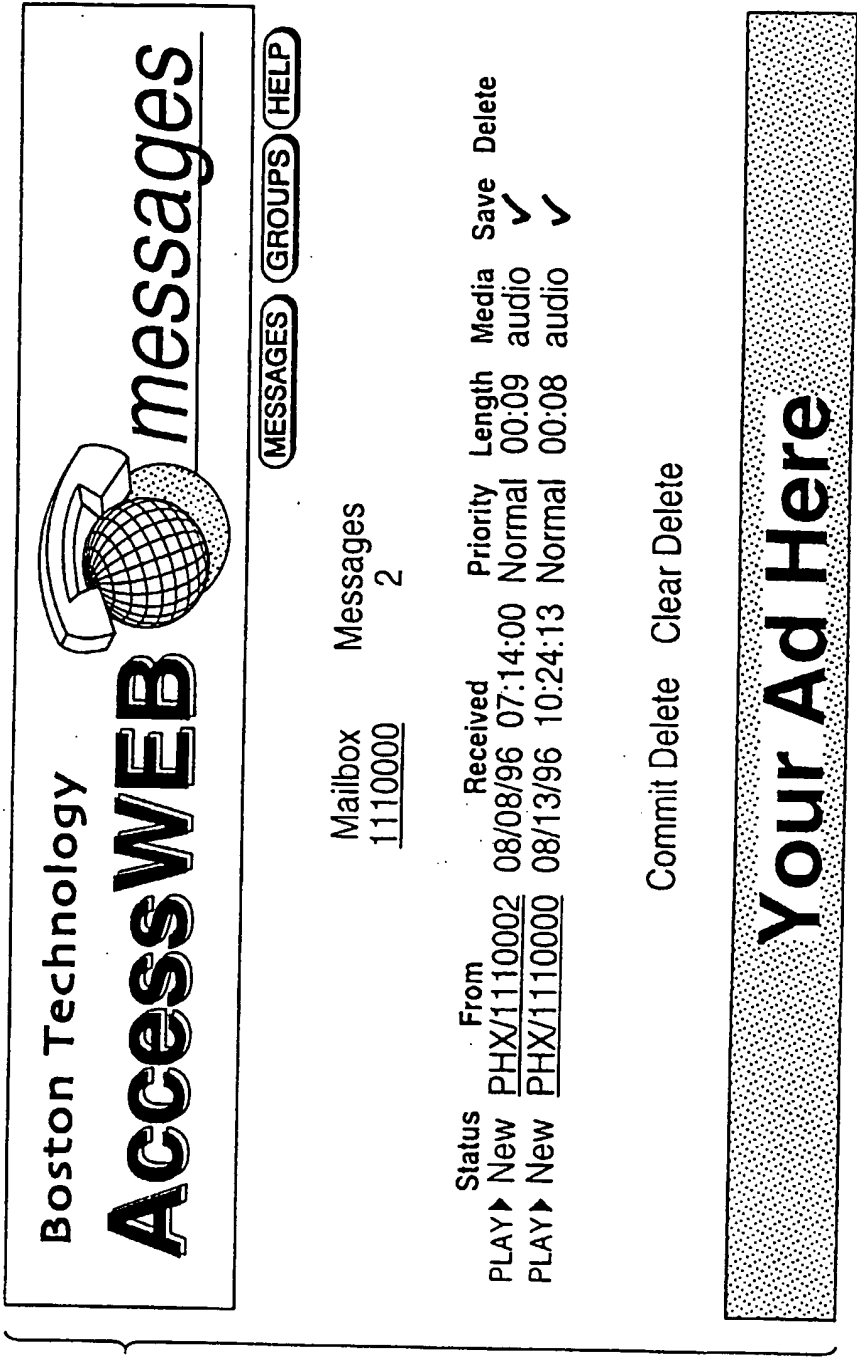 Boston Technology
AccessWEB messages
MESSAGES GROUPS HELP
Mailbox Messages
1110000 2
Status From Received Priority Length Media Save Delete
PLAY New PHX/1110002 08/08/96 07:14:00 Normal 00:09 audio
PLAY New PHX/1110000 08/13/96 10:24:13 Normal 00:08 audio
Commit Delete Clear Delete
Your Ad Here